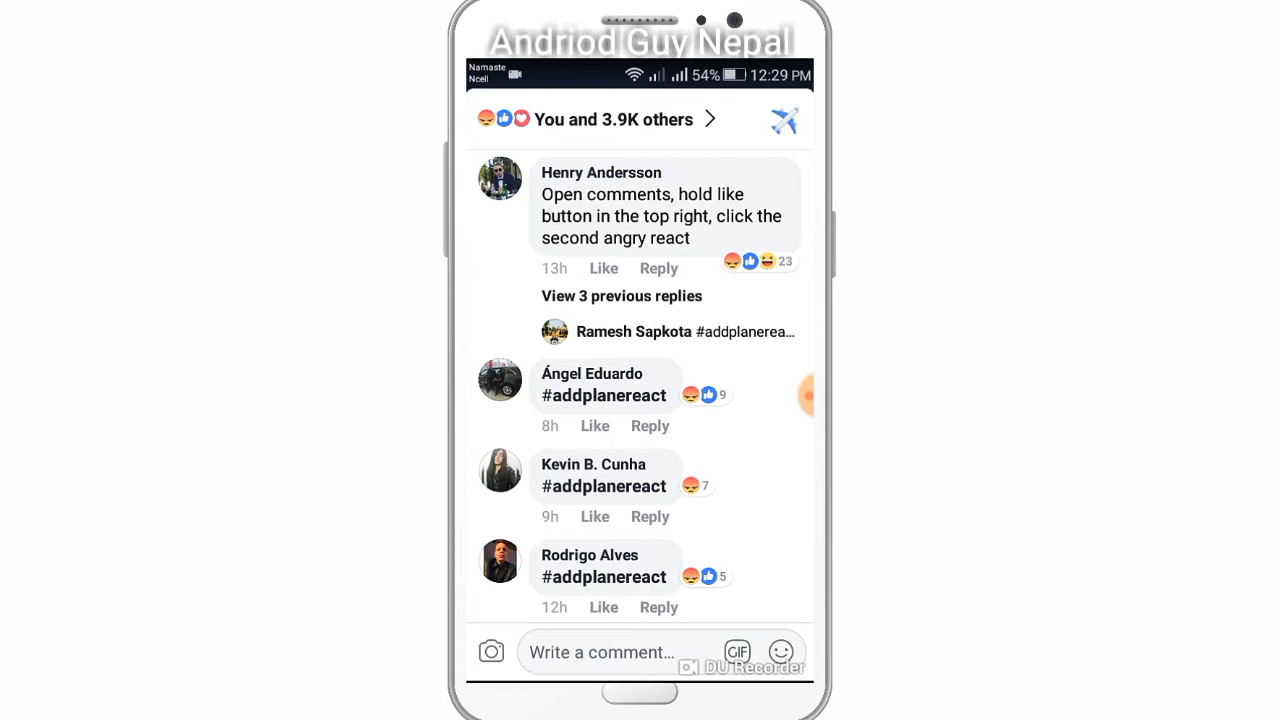 Andriod Guy Nepal
Namaste
Ncell
54% 12:29 PM
You and 3.9K others
Henry Andersson
Open comments, hold like
button in the top right, click the
second angry react
23
13h Like Reply
View 3 previous replies
Ramesh Sapkota #addplanerea...
Ángel Eduardo
#addplanereact
9
8h Like Reply
Kevin B. Cunha
#addplanereact
7
9h Like Reply
Rodrigo Alves
#addplanereact
5
12h Like Reply
Write a comment... GIF
DU Recorder